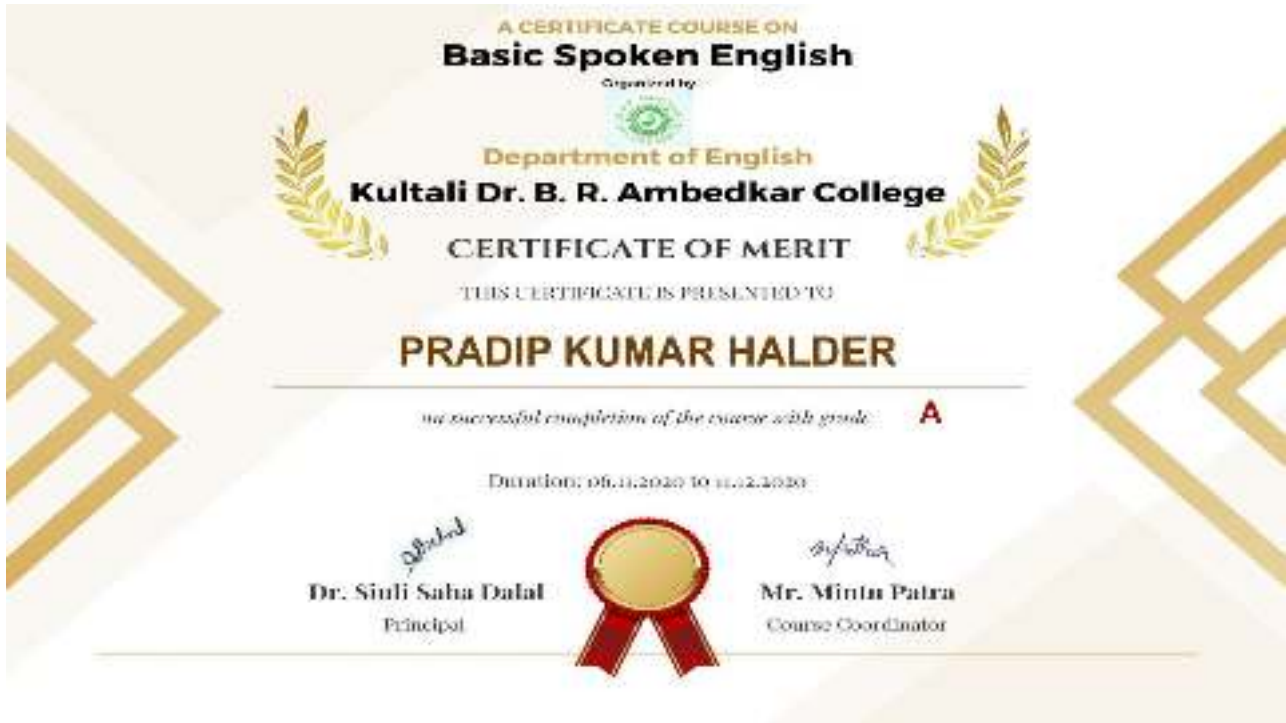 A CERTIFICATE COURSE ON
Basic Spoken English
Organized by
Department of English
Kultali Dr. B. R. Ambedkar College
CERTIFICATE OF MERIT
THIS CERTIFICATE IS PRESENTED TO
PRADIP KUMAR HALDER
on successful completion of the course with grade A
Duration: 06.11.2020 to 11.12.2020
Dr. Siuli Saha Dalal Mr. Mintu Patra
Principal Course Coordinator